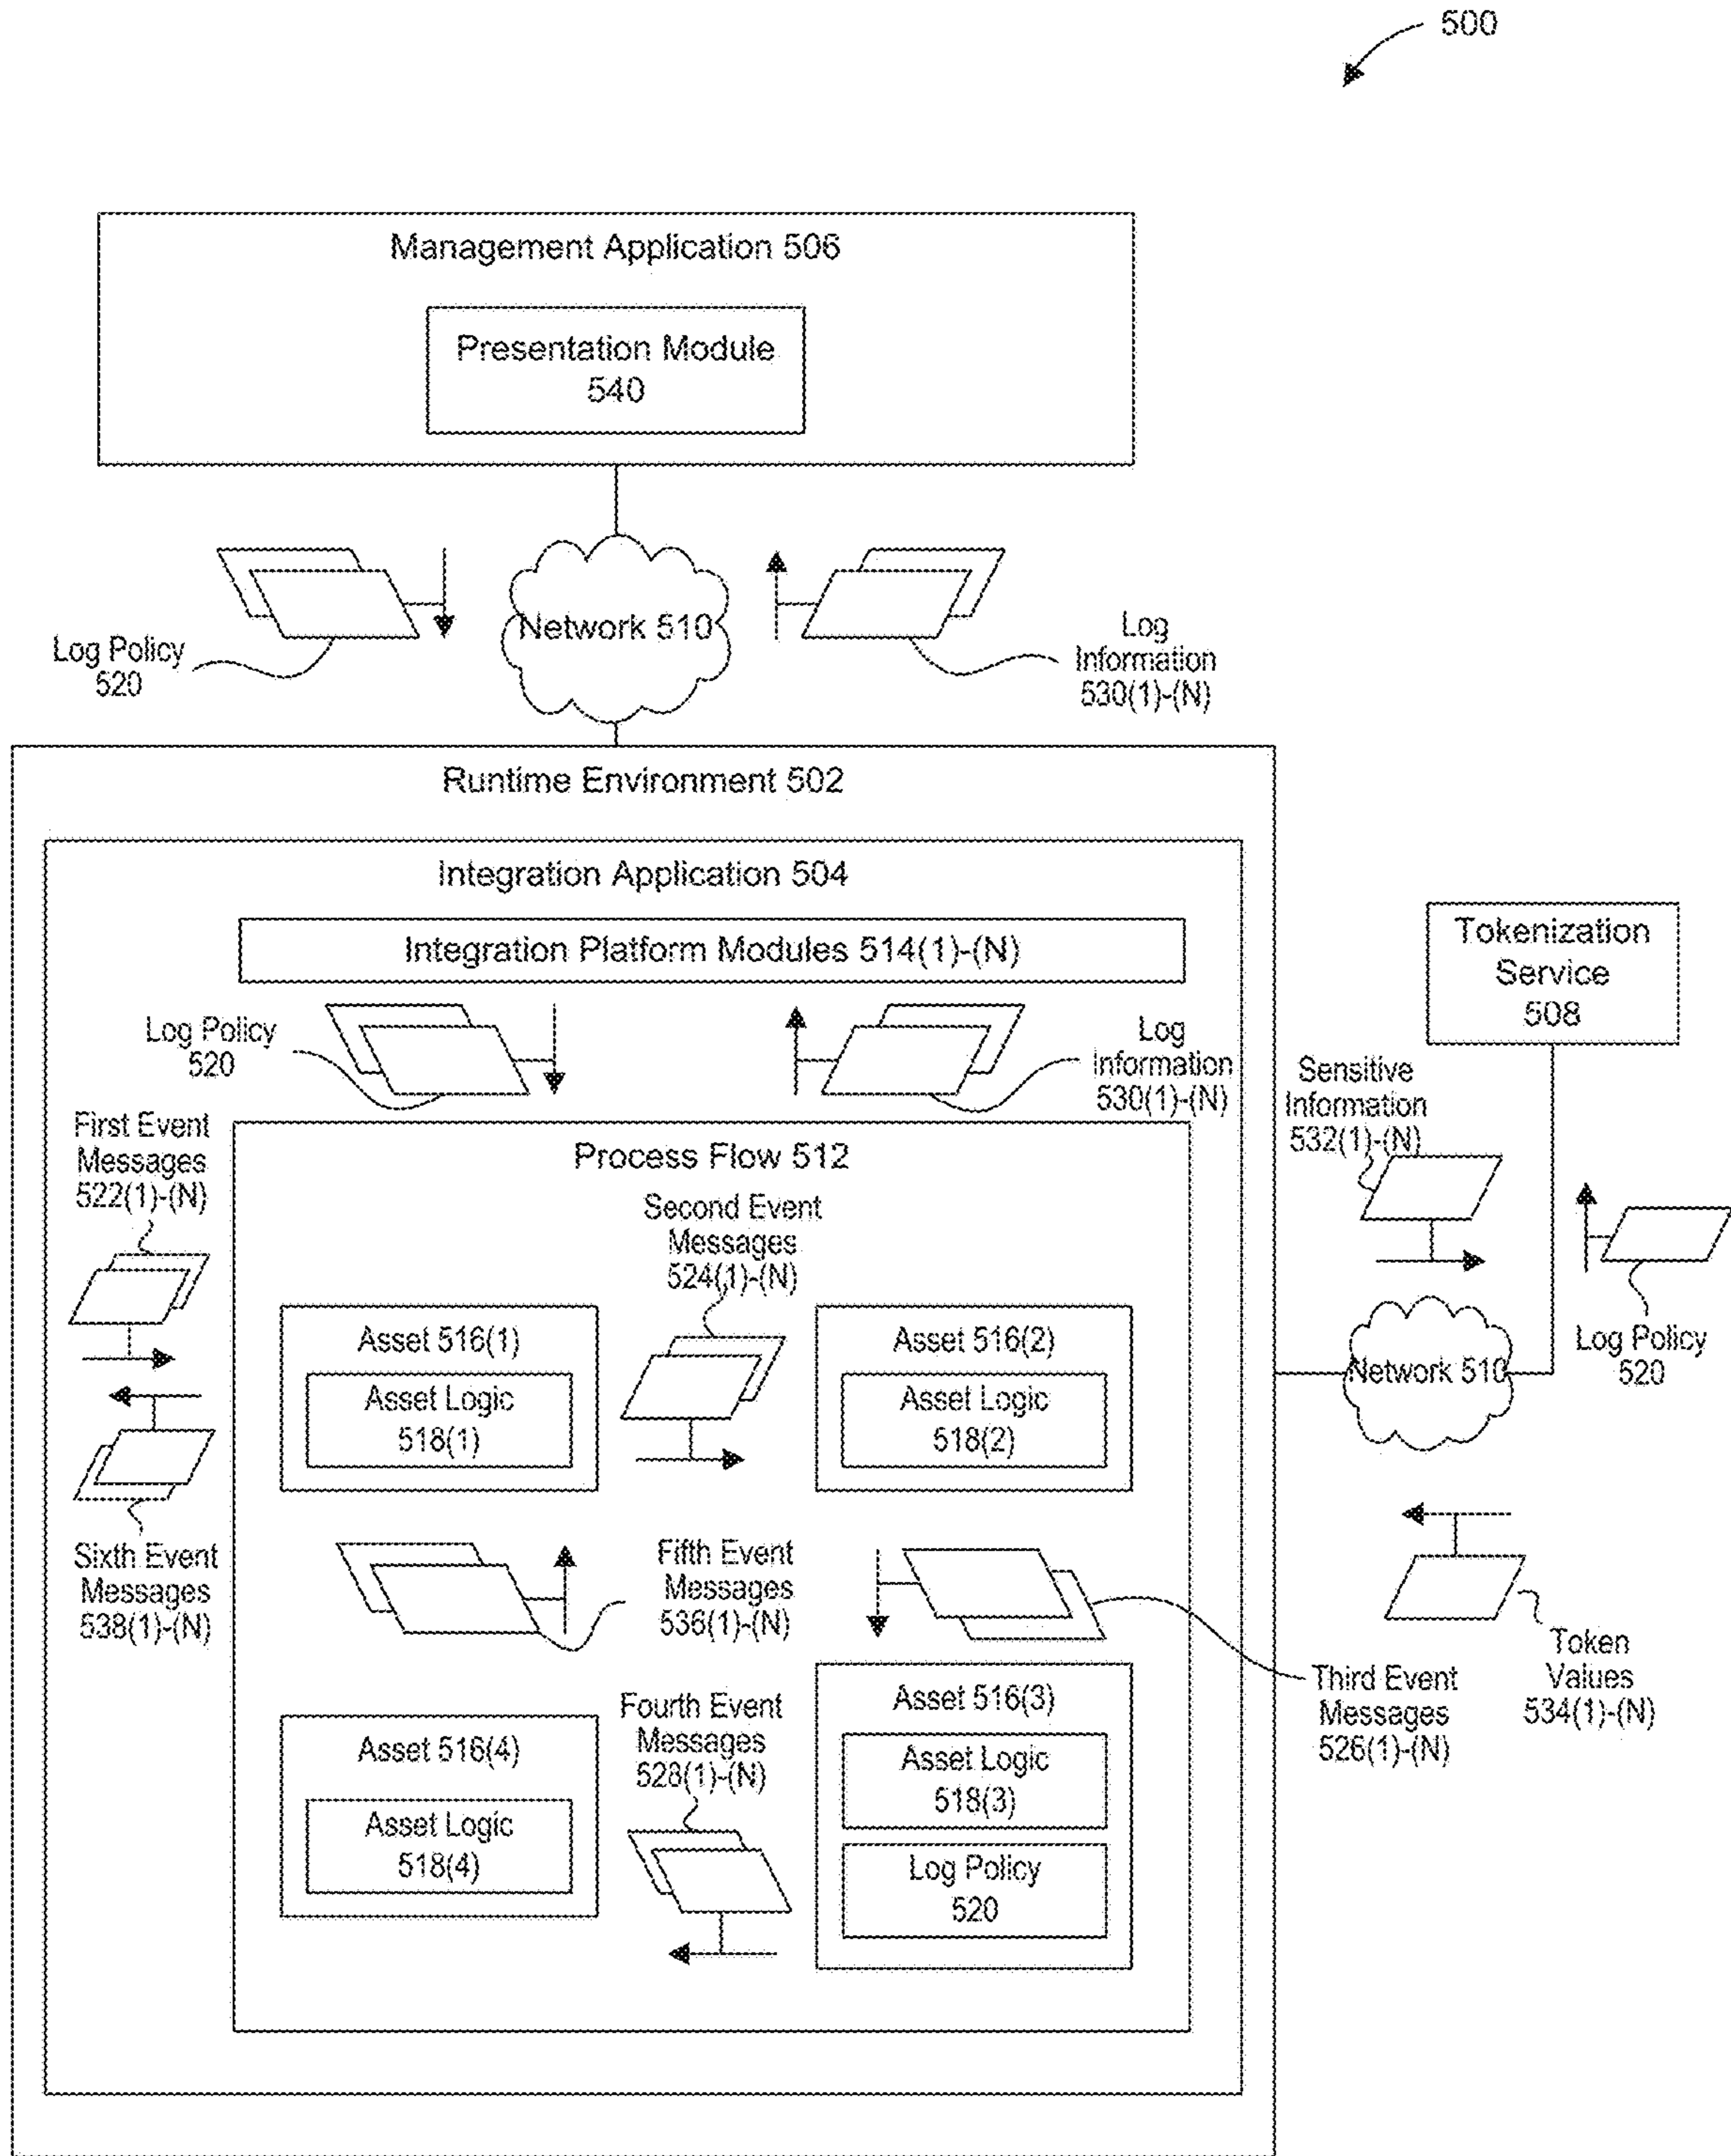 500
Management Application 506
Presentation Module
540
Network 510
Log Policy
520
Log
Information
530(1)-(N)
Runtime Environment 502
Integration Application 504
Integration Platform Modules 514(1)-(N)
Tokenization
Service
508
Log Policy
520
Log
Information
530(1)-(N)
Sensitive
Information
532(1)-(N)
First Event
Messages
522(1)-(N)
Process Flow 512
Second Event
Messages
524(1)-(N)
Asset 516(1)
Asset Logic
518(1)
Asset 516(2)
Asset Logic
518(2)
Network 510
Log Policy
520
Sixth Event
Messages
538(1)-(N)
Fifth Event
Messages
536(1)-(N)
Token
Values
534(1)-(N)
Third Event
Messages
526(1)-(N)
Asset 516(4)
Asset Logic
518(4)
Fourth Event
Messages
528(1)-(N)
Asset 516(3)
Asset Logic
518(3)
Log Policy
520